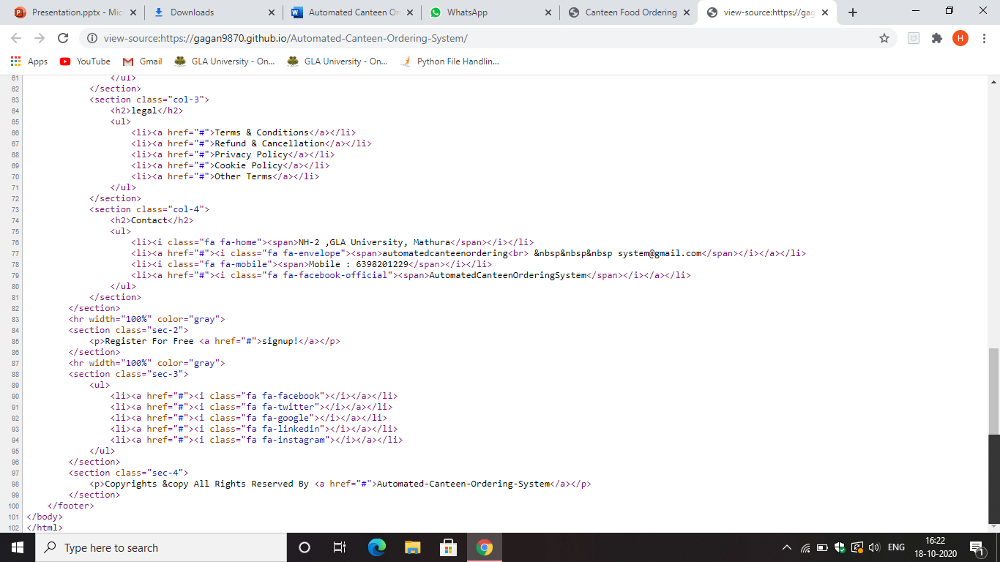 Presentation.pptx - Mic
Downloads
Automated Canteen Or
WhatsApp
Canteen Food Ordering
view-source:https://gag
view-source:https://gagan9870.github.io/Automated-Canteen-Ordering-System/
H
Apps
YouTube
Gmail
GLA University - On...
GLA University - On...
Python File Handlin...
61 </ul>
62 </section>
63 <section class="col-3">
64 <h2>legal</h2>
65 <ul>
66 <li><a href="#">Terms & Conditions</a></li>
67 <li><a href="#">Refund & Cancellation</a></li>
68 <li><a href="#">Privacy Policy</a></li>
69 <li><a href="#">Cookie Policy</a></li>
70 <li><a href="#">Other Terms</a></li>
71 </ul>
72 </section>
73 <section class="col-4">
74 <h2>Contact</h2>
75 <ul>
76 <li><i class="fa fa-home"><span>NH-2 ,GLA University, Mathura</span></i></li>
77 <li><a href="#"><i class="fa fa-envelope"><span>automatedcanteenordering<br> &nbsp&nbsp&nbsp system@gmail.com</span></i></a></li>
78 <li><i class="fa fa-mobile"><span>Mobile : 6398201229</span></i></li>
79 <li><a href="#"><i class="fa fa-facebook-official"><span>AutomatedCanteenOrderingSystem</span></i></a></li>
80 </ul>
81 </section>
82 </section>
83 <hr width="100%" color="gray">
84 <section class="sec-2">
85 <p>Register For Free <a href="#">signup!</a></p>
86 </section>
87 <hr width="100%" color="gray">
88 <section class="sec-3">
89 <ul>
90 <li><a href="#"><i class="fa fa-facebook"></i></a></li>
91 <li><a href="#"><i class="fa fa-twitter"></i></a></li>
92 <li><a href="#"><i class="fa fa-google"></i></a></li>
93 <li><a href="#"><i class="fa fa-linkedin"></i></a></li>
94 <li><a href="#"><i class="fa fa-instagram"></i></a></li>
95 </ul>
96 </section>
97 <section class="sec-4">
98 <p>Copyrights &copy All Rights Reserved By <a href="#">Automated-Canteen-Ordering-System</a></p>
99 </section>
100 </footer>
101 </body>
102 </html>
Type here to search
ENG
16:22
18-10-2020
1